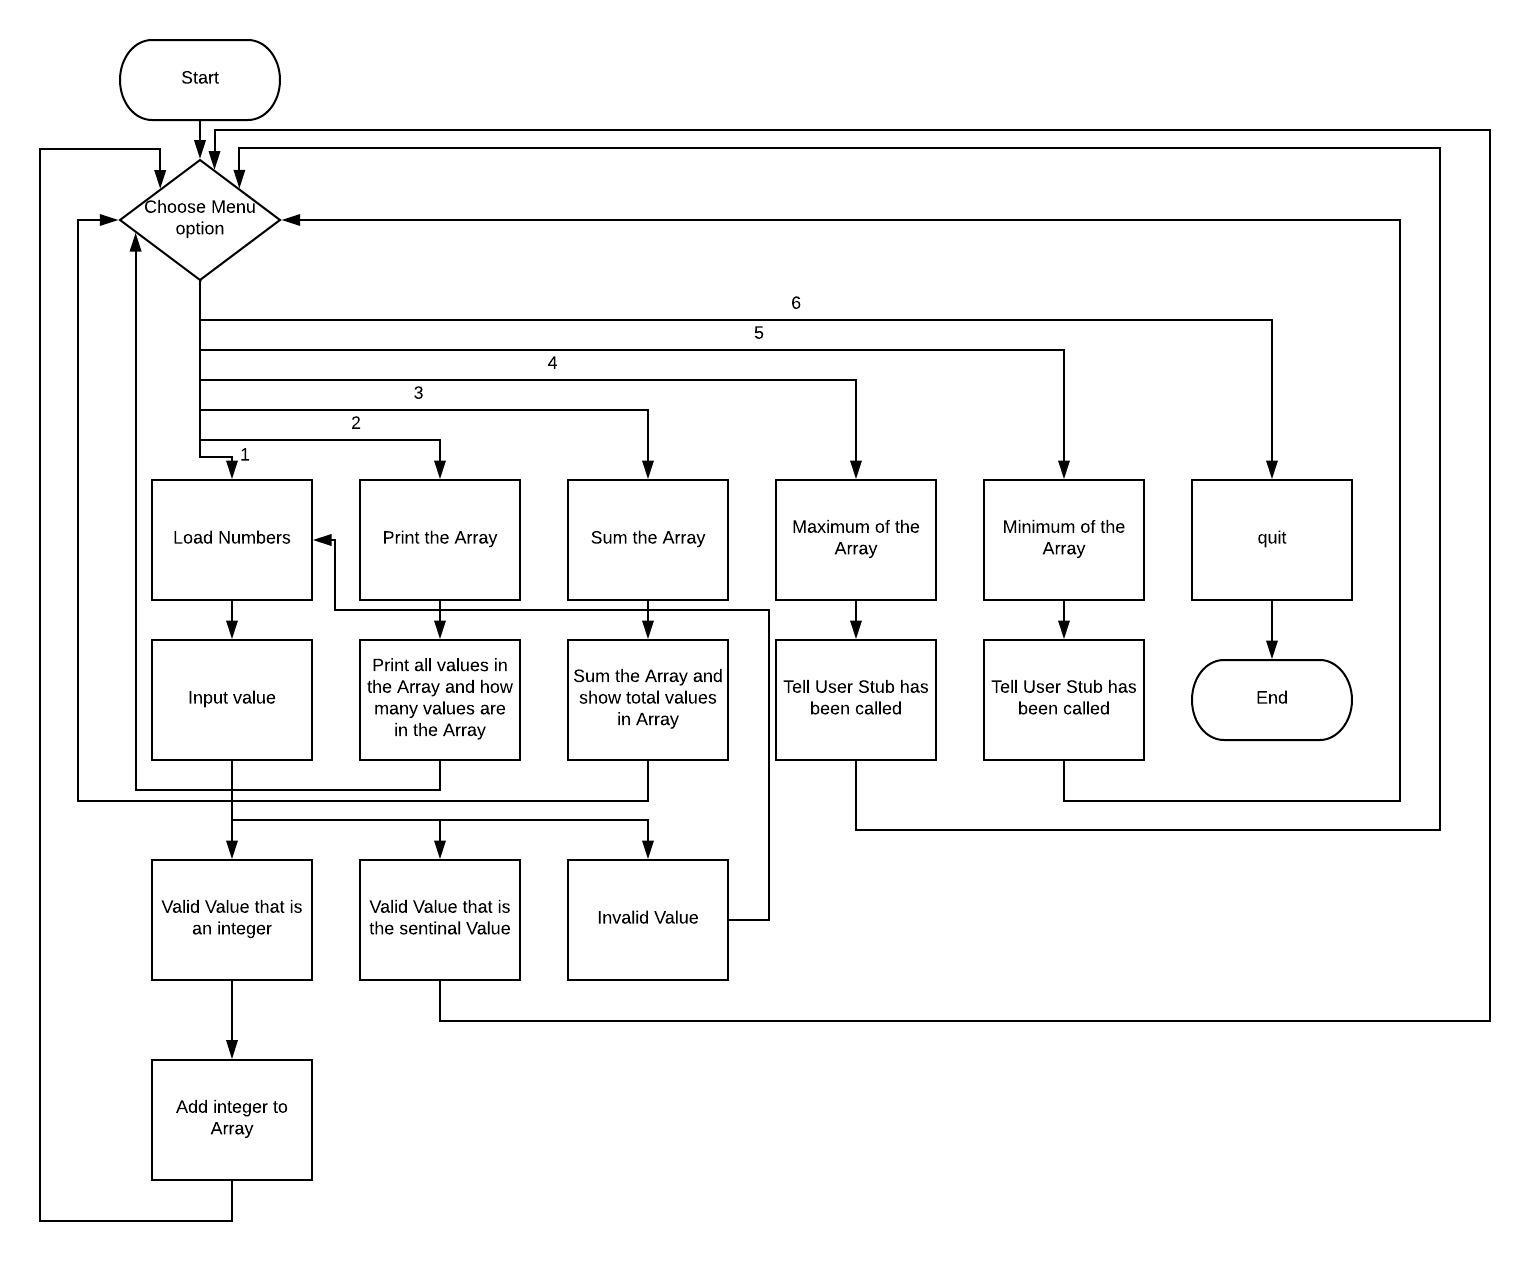 Start
Choose Menu
option
6
5
4
3
2
1
Load Numbers
Print the Array
Sum the Array
Maximum of the
Array
Minimum of the
Array
quit
Input value
Print all values in
the Array and how
many values are
in the Array
Sum the Array and
show total values
in Array
Tell User Stub has
been called
Tell User Stub has
been called
End
Valid Value that is
an integer
Valid Value that is
the sentinal Value
Invalid Value
Add integer to
Array